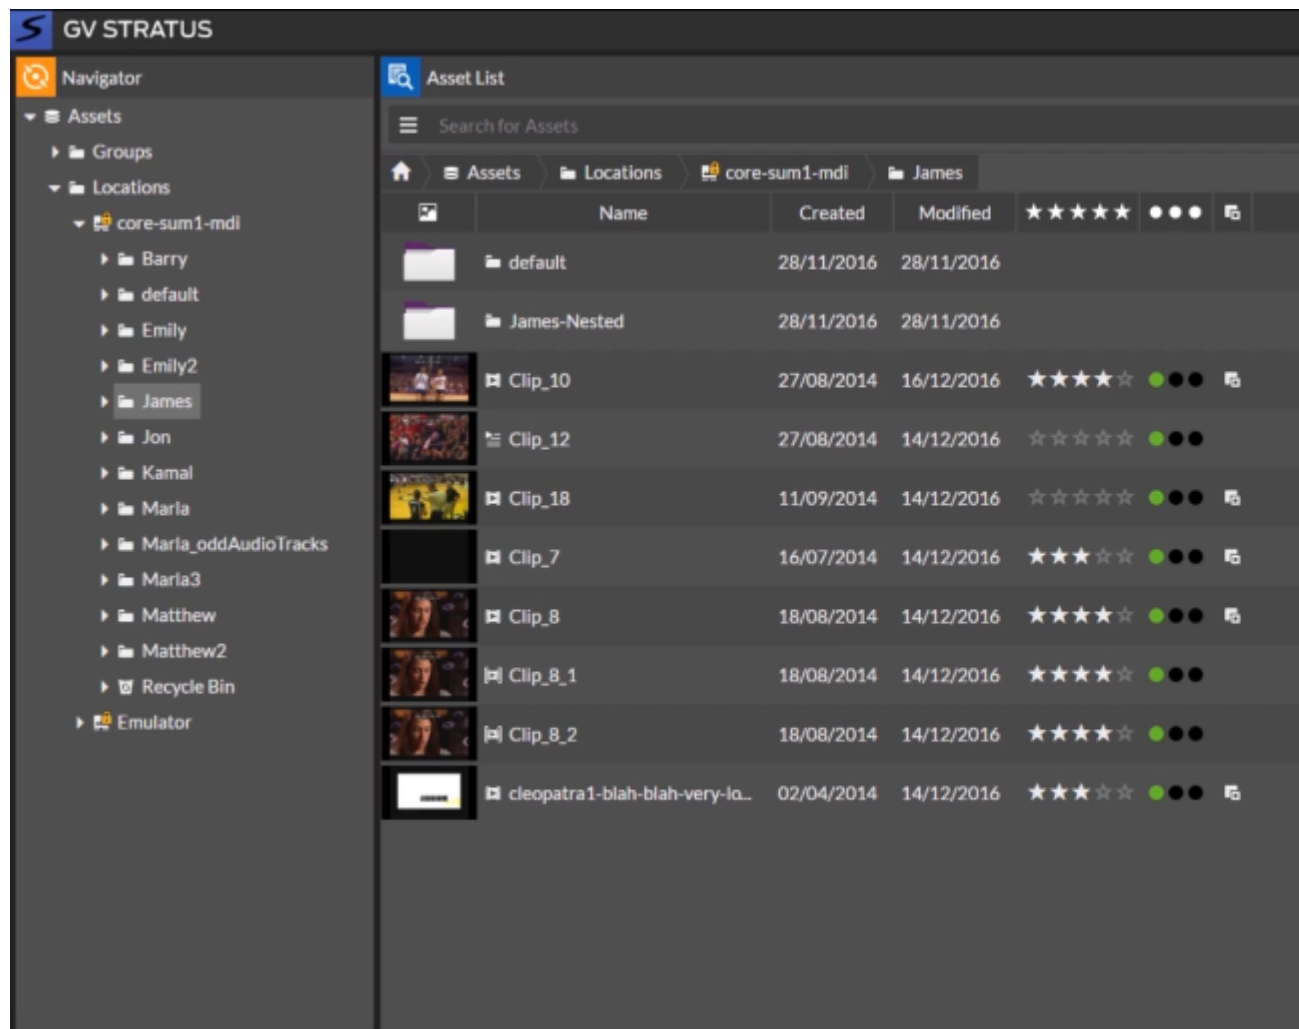 GV STRATUS
Navigator
Assets
Groups
Locations
core-sum1-mdi
Barry
default
Emily
Emily2
James
Jon
Kamal
Marla
Marla_oddAudioTracks
Marla3
Matthew
Matthew2
Recycle Bin
Emulator
Asset List
Search for Assets
Assets Locations core-sum1-mdi James
Name Created Modified
default 28/11/2016 28/11/2016
James-Nested 28/11/2016 28/11/2016
Clip_10 27/08/2014 16/12/2016
Clip_12 27/08/2014 14/12/2016
Clip_18 11/09/2014 14/12/2016
Clip_7 16/07/2014 14/12/2016
Clip_8 18/08/2014 14/12/2016
Clip_8_1 18/08/2014 14/12/2016
Clip_8_2 18/08/2014 14/12/2016
cleopatra1-blah-blah-very-lo... 02/04/2014 14/12/2016